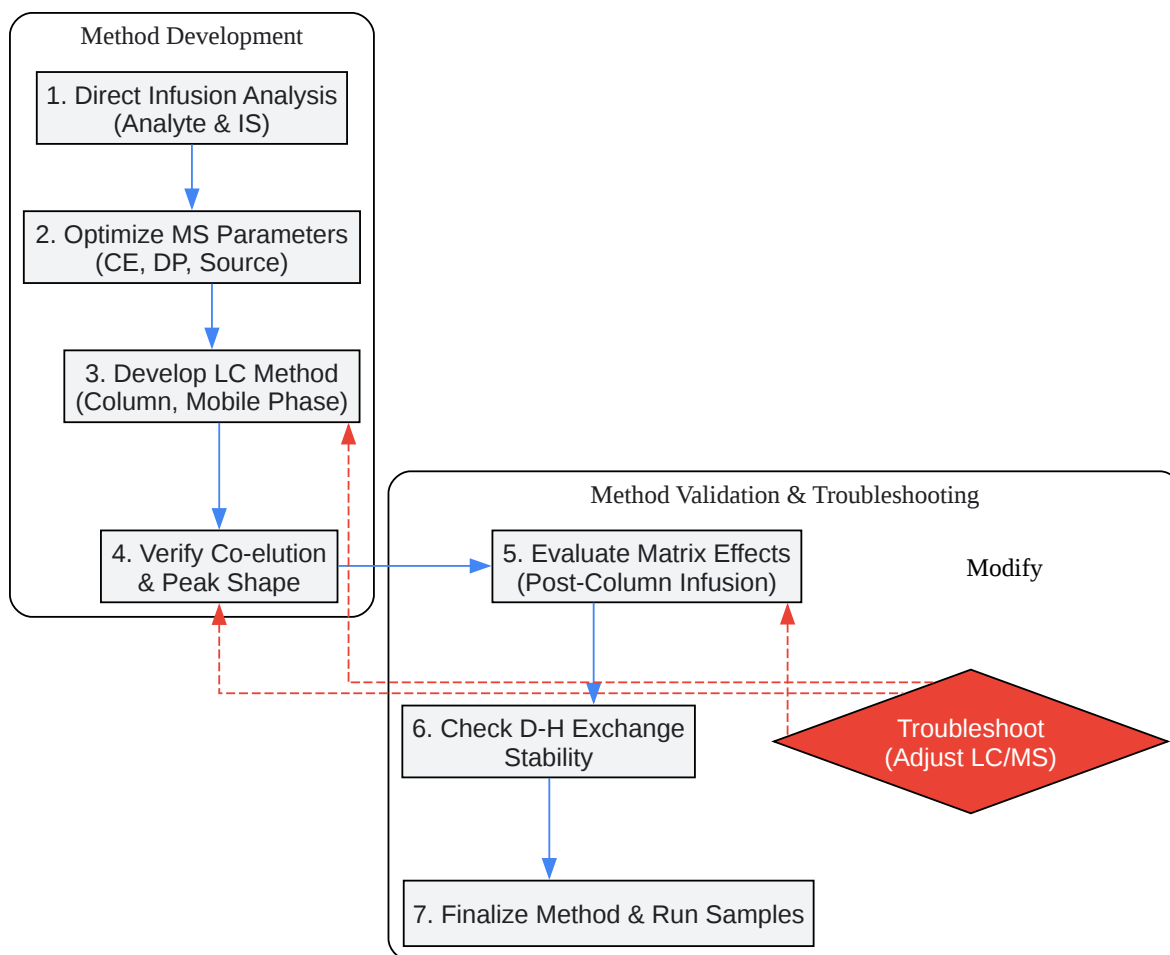 Method Development
1. Direct Infusion Analysis
(Analyte & IS)
2. Optimize MS Parameters
(CE, DP, Source)
3. Develop LC Method
(Column, Mobile Phase)
4. Verify Co-elution
& Peak Shape
Method Validation & Troubleshooting
5. Evaluate Matrix Effects
(Post-Column Infusion)
Modify
6. Check D-H Exchange
Stability
Troubleshoot
(Adjust LC/MS)
7. Finalize Method & Run Samples